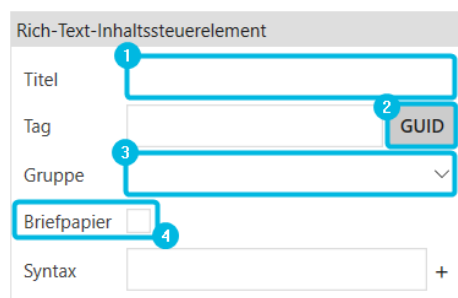 Rich-Text-Inhaltssteuerelement
1
Titel
2
Tag GUID
3
Gruppe
Briefpapier
4
Syntax +